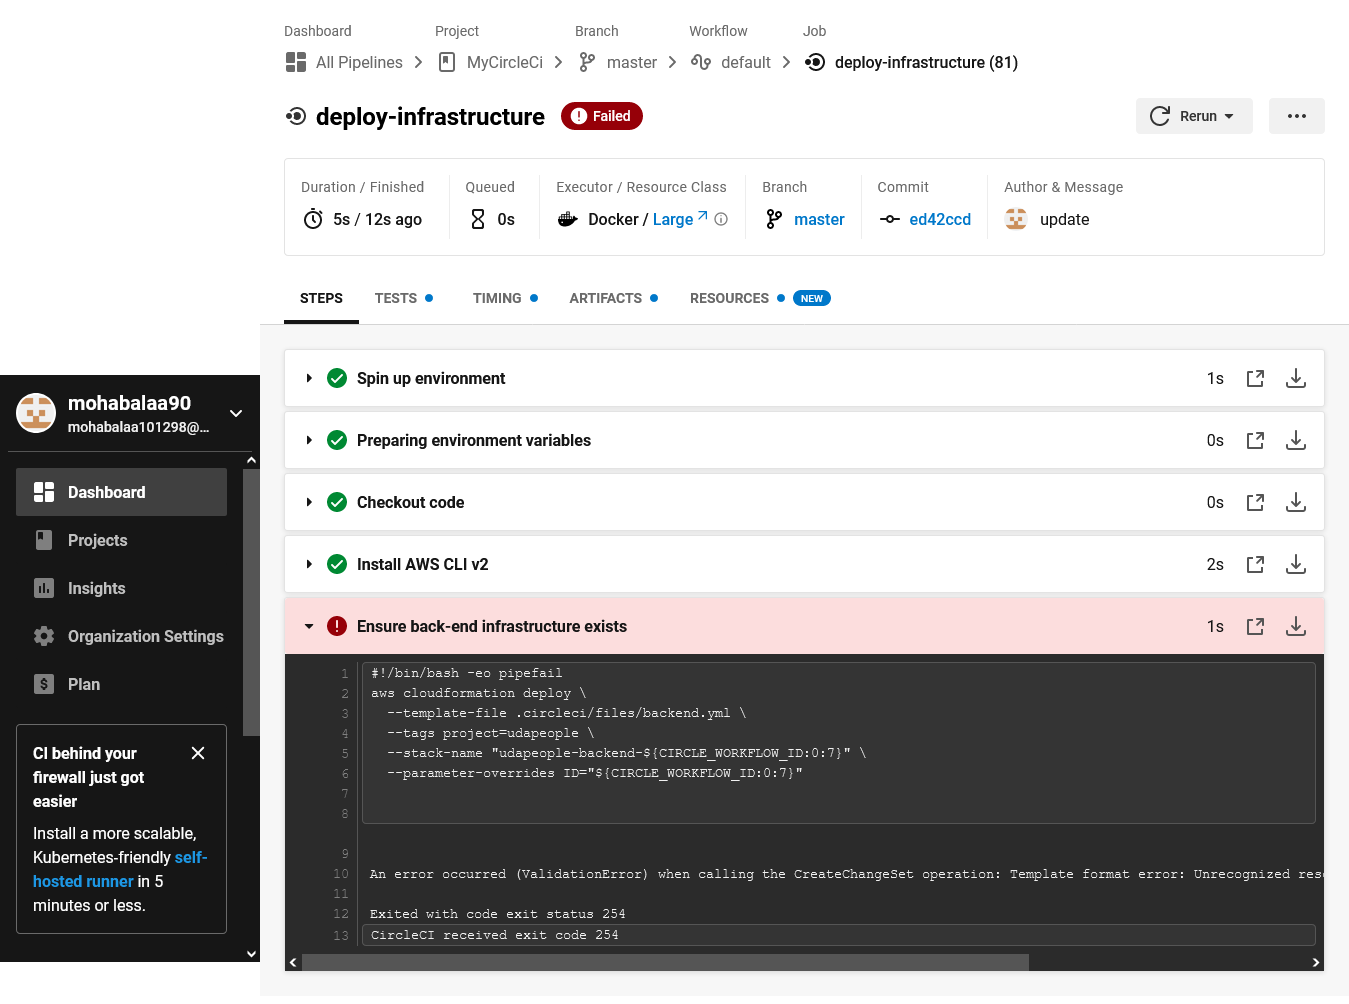 Dashboard Project Branch Workflow Job
All Pipelines MyCircleCi master default deploy-infrastructure (81)
deploy-infrastructure Failed Rerun
Duration / Finished Queued Executor / Resource Class Branch Commit Author & Message
5s / 12s ago 0s Docker / Large master ed42ccd update
STEPS TESTS TIMING ARTIFACTS RESOURCES NEW
Spin up environment 1s
Preparing environment variables 0s
Checkout code 0s
Install AWS CLI v2 2s
Ensure back-end infrastructure exists 1s
1 #!/bin/bash -eo pipefail
2 aws cloudformation deploy \
3 --template-file .circleci/files/backend.yml \
4 --tags project=udapeople \
5 --stack-name "udapeople-backend-${CIRCLE_WORKFLOW_ID:0:7}" \
6 --parameter-overrides ID="${CIRCLE_WORKFLOW_ID:0:7}"
7
8
9
10 An error occurred (ValidationError) when calling the CreateChangeSet operation: Template format error: Unrecognized
11
12 Exited with code exit status 254
13 CircleCI received exit code 254
mohabalaa90
mohabalaa101298@...
Dashboard
Projects
Insights
Organization Settings
Plan
CI behind your
firewall just got
easier
Install a more scalable,
Kubernetes-friendly self-
hosted runner in 5
minutes or less.